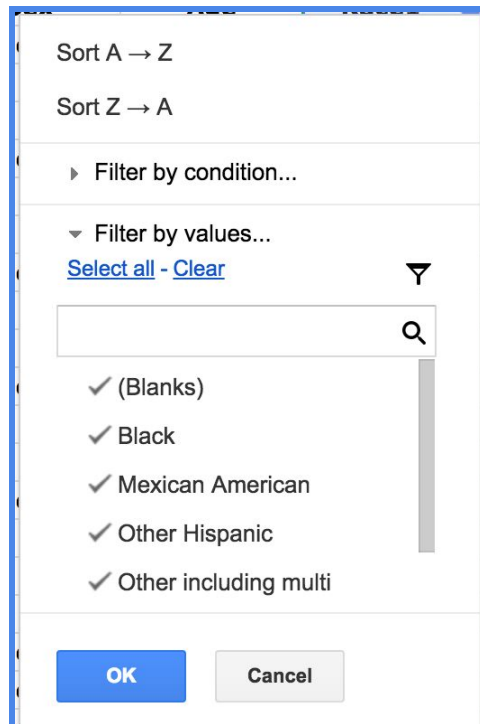 Sort A → Z
Sort Z → A
Filter by condition...
Filter by values...
Select all - Clear
(Blanks)
Black
Mexican American
Other Hispanic
Other including multi
OK Cancel